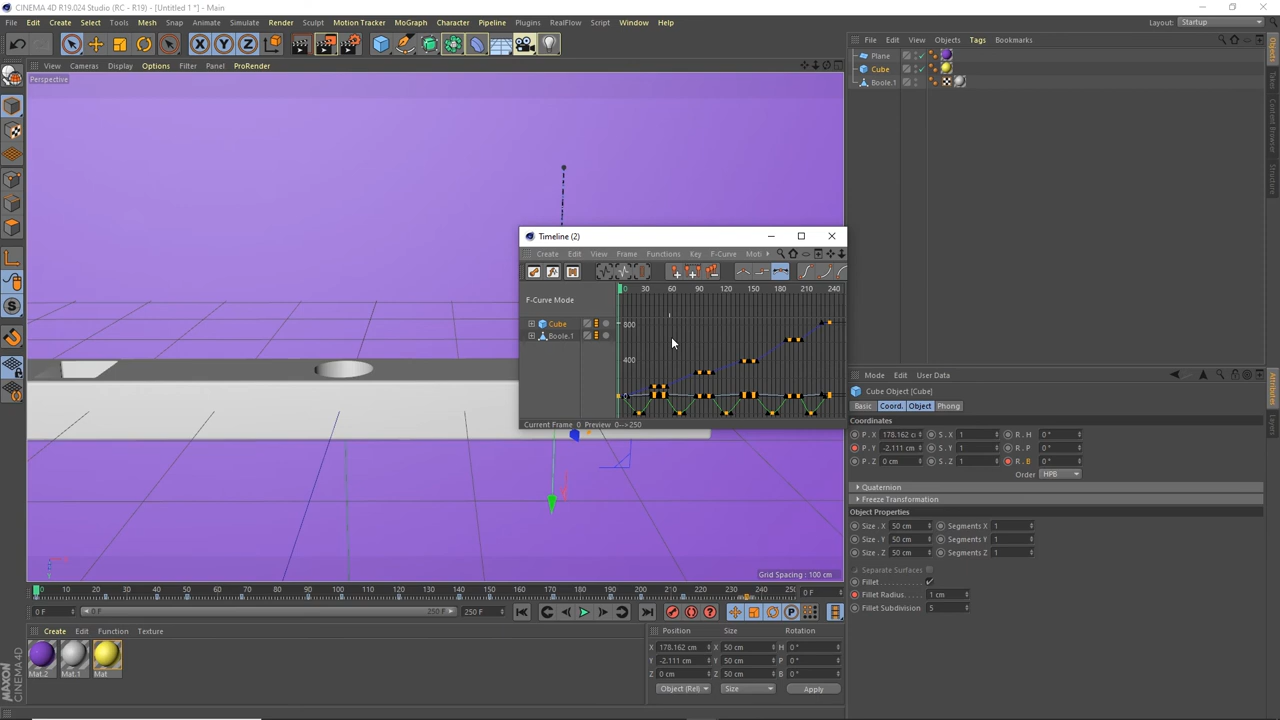 CINEMA 4D R19.024 Studio (RC - R19) - [Untitled 1 *] - Main
File Edit Create Select Tools Mesh Snap Animate Simulate Render Sculpt Motion Tracker MoGraph Character Pipeline Plugins RealFlow Script Window Help
Layout: Startup
View Cameras Display Options Filter Panel ProRender
Perspective
File Edit View Objects Tags Bookmarks
Plane
Cube
Boole.1
Objects
Takes
Content Browser
Structure
Timeline (2)
Create Edit View Frame Functions Key F-Curve Moti
0 30 60 90 120 150 180 210 240
F-Curve Mode
Cube
Boole.1
800
400
0
Current Frame 0 Preview 0-->250
Mode Edit User Data
Cube Object [Cube]
Basic Coord. Object Phong
Coordinates
P . X 178.162 c S . X 1 R . H 0 °
P . Y -2.111 cm S . Y 1 R . P 0 °
P . Z 0 cm S . Z 1 R . B 0 °
Order HPB
Quaternion
Freeze Transformation
Object Properties
Size . X 50 cm Segments X 1
Size . Y 50 cm Segments Y 1
Size . Z 50 cm Segments Z 1
Separate Surfaces
Fillet
Fillet Radius 1 cm
Fillet Subdivision 5
Attributes
Layers
Grid Spacing : 100 cm
0 10 20 30 40 50 60 70 80 90 100 110 120 130 140 150 160 170 180 190 200 210 220 230 240 250
0 F
0 F 0 F 250 F 250 F
Create Edit Function Texture
Mat.2 Mat.1 Mat
Position Size Rotation
X 178.162 cm X 50 cm H 0 °
Y -2.111 cm Y 50 cm P 0 °
Z 0 cm Z 50 cm B 0 °
Object (Rel) Size Apply
MAXON
CINEMA 4D